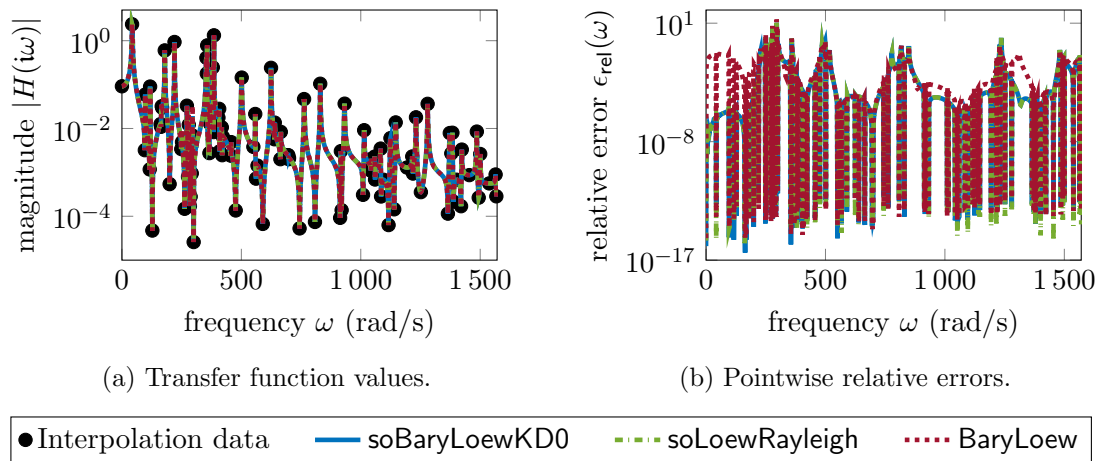 magnitude |H(iω)|
10^0
10^−2
10^−4
0 500 1 000 1 500
frequency ω (rad/s)
(a) Transfer function values.
relative error ϵ_rel(ω)
10^1
10^−8
10^−17
0 500 1 000 1 500
frequency ω (rad/s)
(b) Pointwise relative errors.
Interpolation data soBaryLoewKD0 soLoewRayleigh BaryLoew